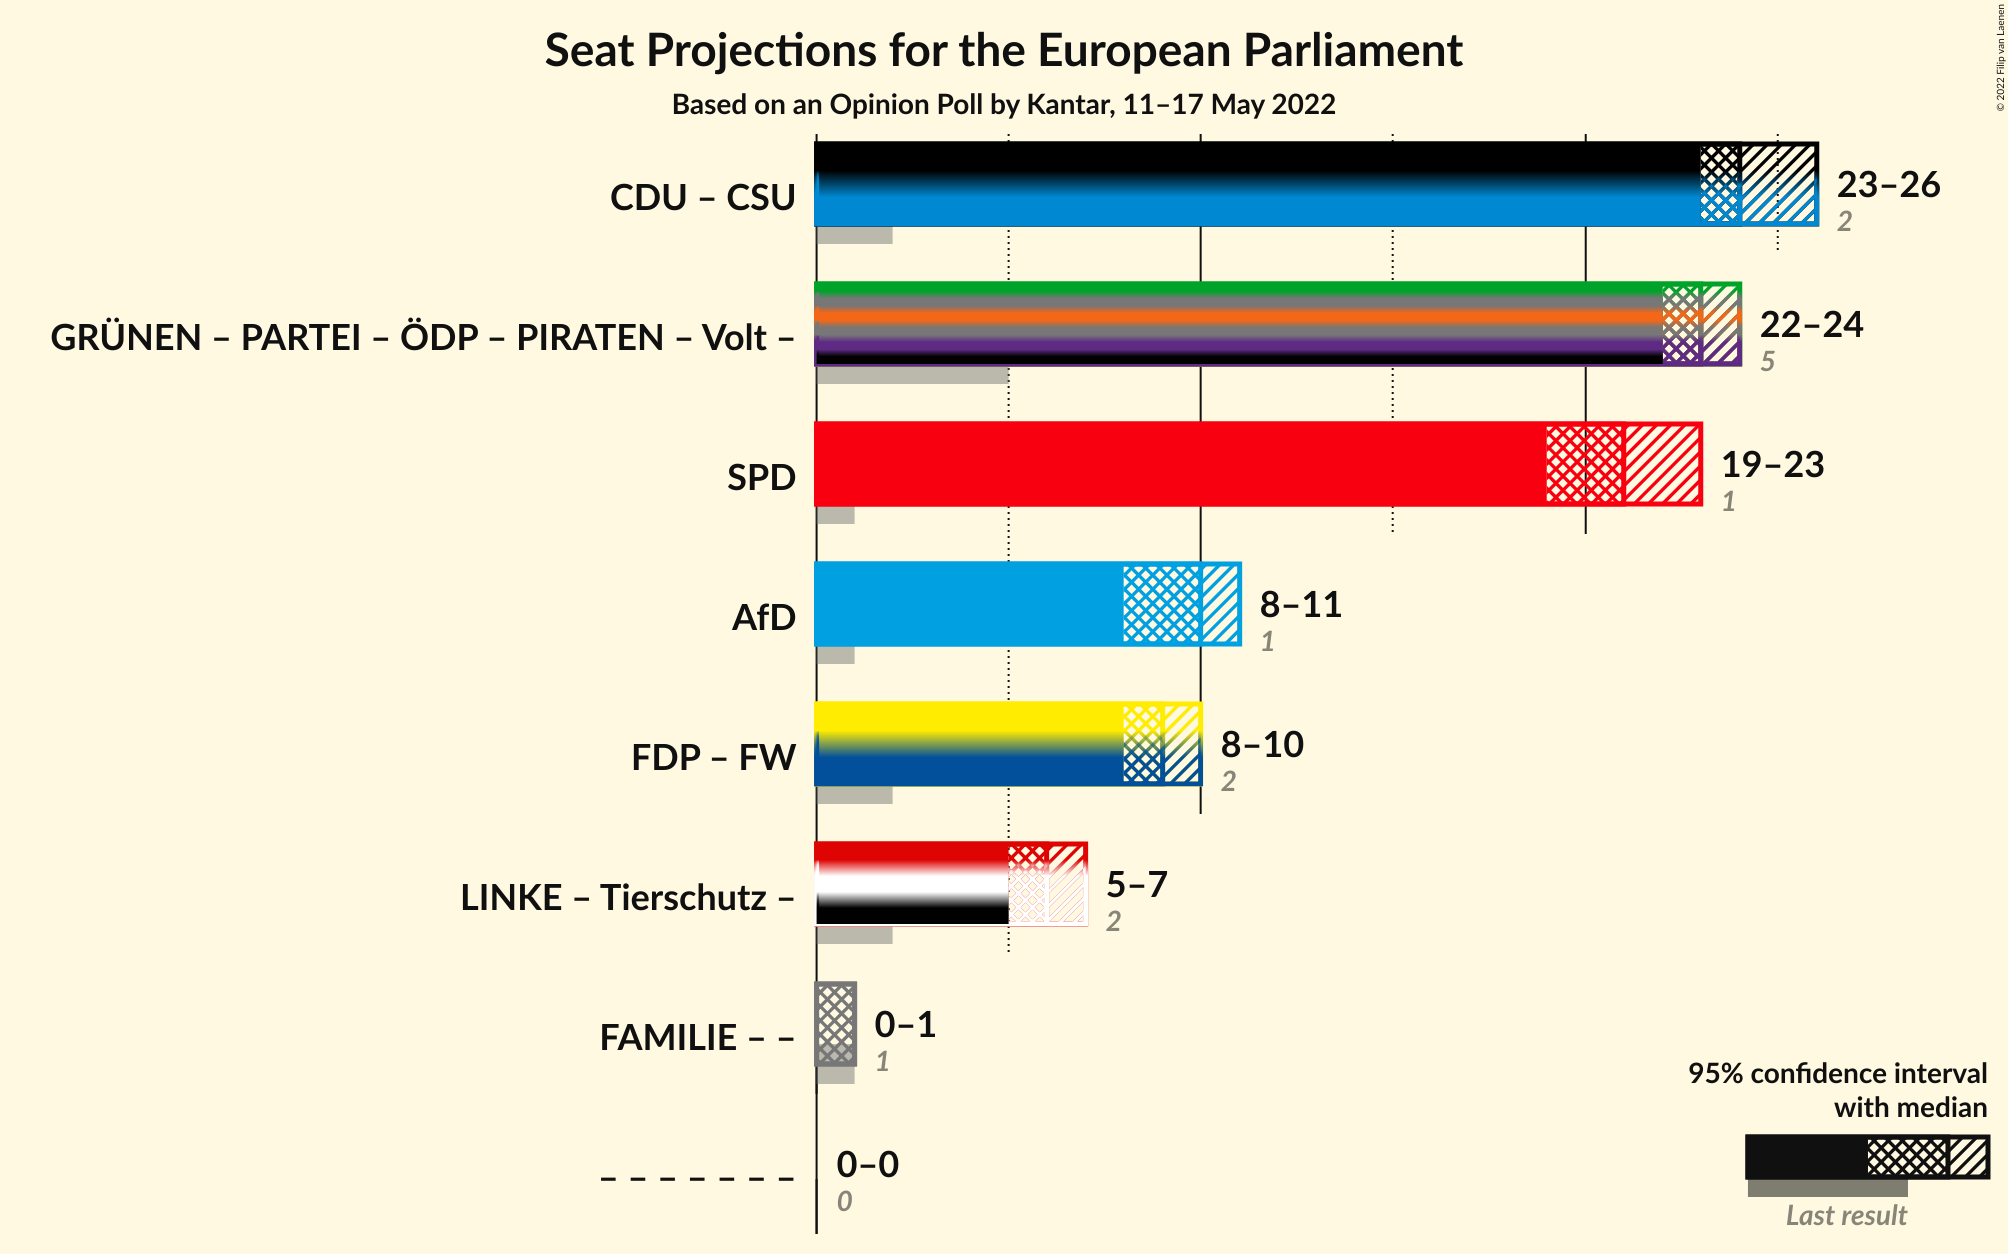 Seat Projections for the European Parliament
Based on an Opinion Poll by Kantar, 11–17 May 2022
© 2022 Filip van Laenen
CDU – CSU
23–26
2
GRÜNEN – PARTEI – ÖDP – PIRATEN – Volt –
22–24
5
SPD
19–23
1
AfD
8–11
1
FDP – FW
8–10
2
LINKE – Tierschutz –
5–7
2
FAMILIE – –
0–1
1
– – – – – – –
0–0
0
95% confidence interval
with median
Last result